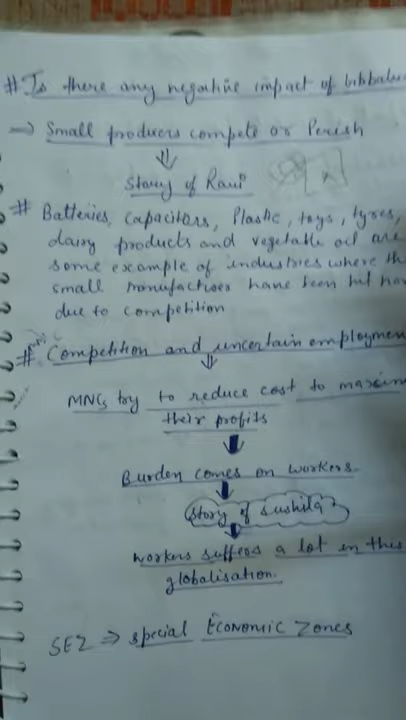 # Is there any negative impact of
⇒ Small producers compete or Perish
⇓
Story of Ravi
# Batteries, capacitors, Plastic, toys, tyres,
dairy products and vegetable oil are
some example of industries where th
small manufactures have been hit har
due to competition
# Competition and uncertain employmen
⇓
MNCs try to reduce cost to maxim
their profits
⬇
Burden comes on workers
⬇
Story of Sushila
⬇
workers suffers a lot in this
globalisation.
SEZ ⇒ special Economic Zones